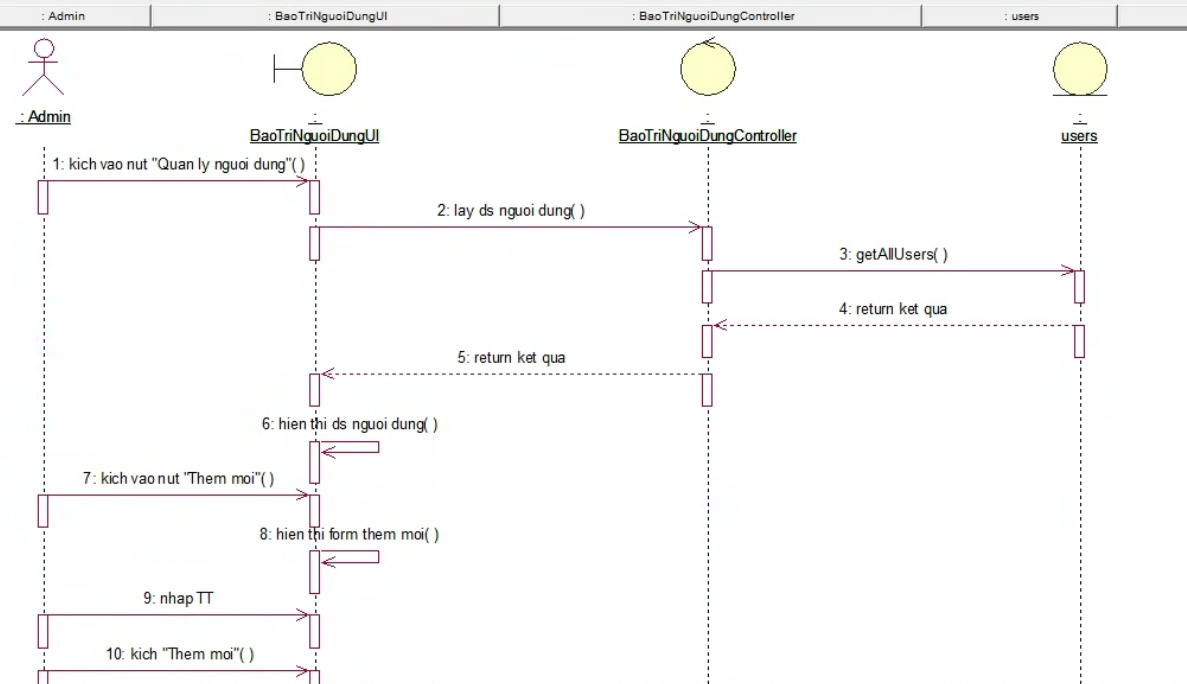 : Admin
: BaoTriNguoiDungUI
: BaoTriNguoiDungController
: users
: Admin
:
BaoTriNguoiDungUI
:
BaoTriNguoiDungController
:
users
1: kich vao nut "Quan ly nguoi dung"( )
2: lay ds nguoi dung( )
3: getAllUsers( )
4: return ket qua
5: return ket qua
6: hien thi ds nguoi dung( )
7: kich vao nut "Them moi"( )
8: hien thi form them moi( )
9: nhap TT
10: kich "Them moi"( )